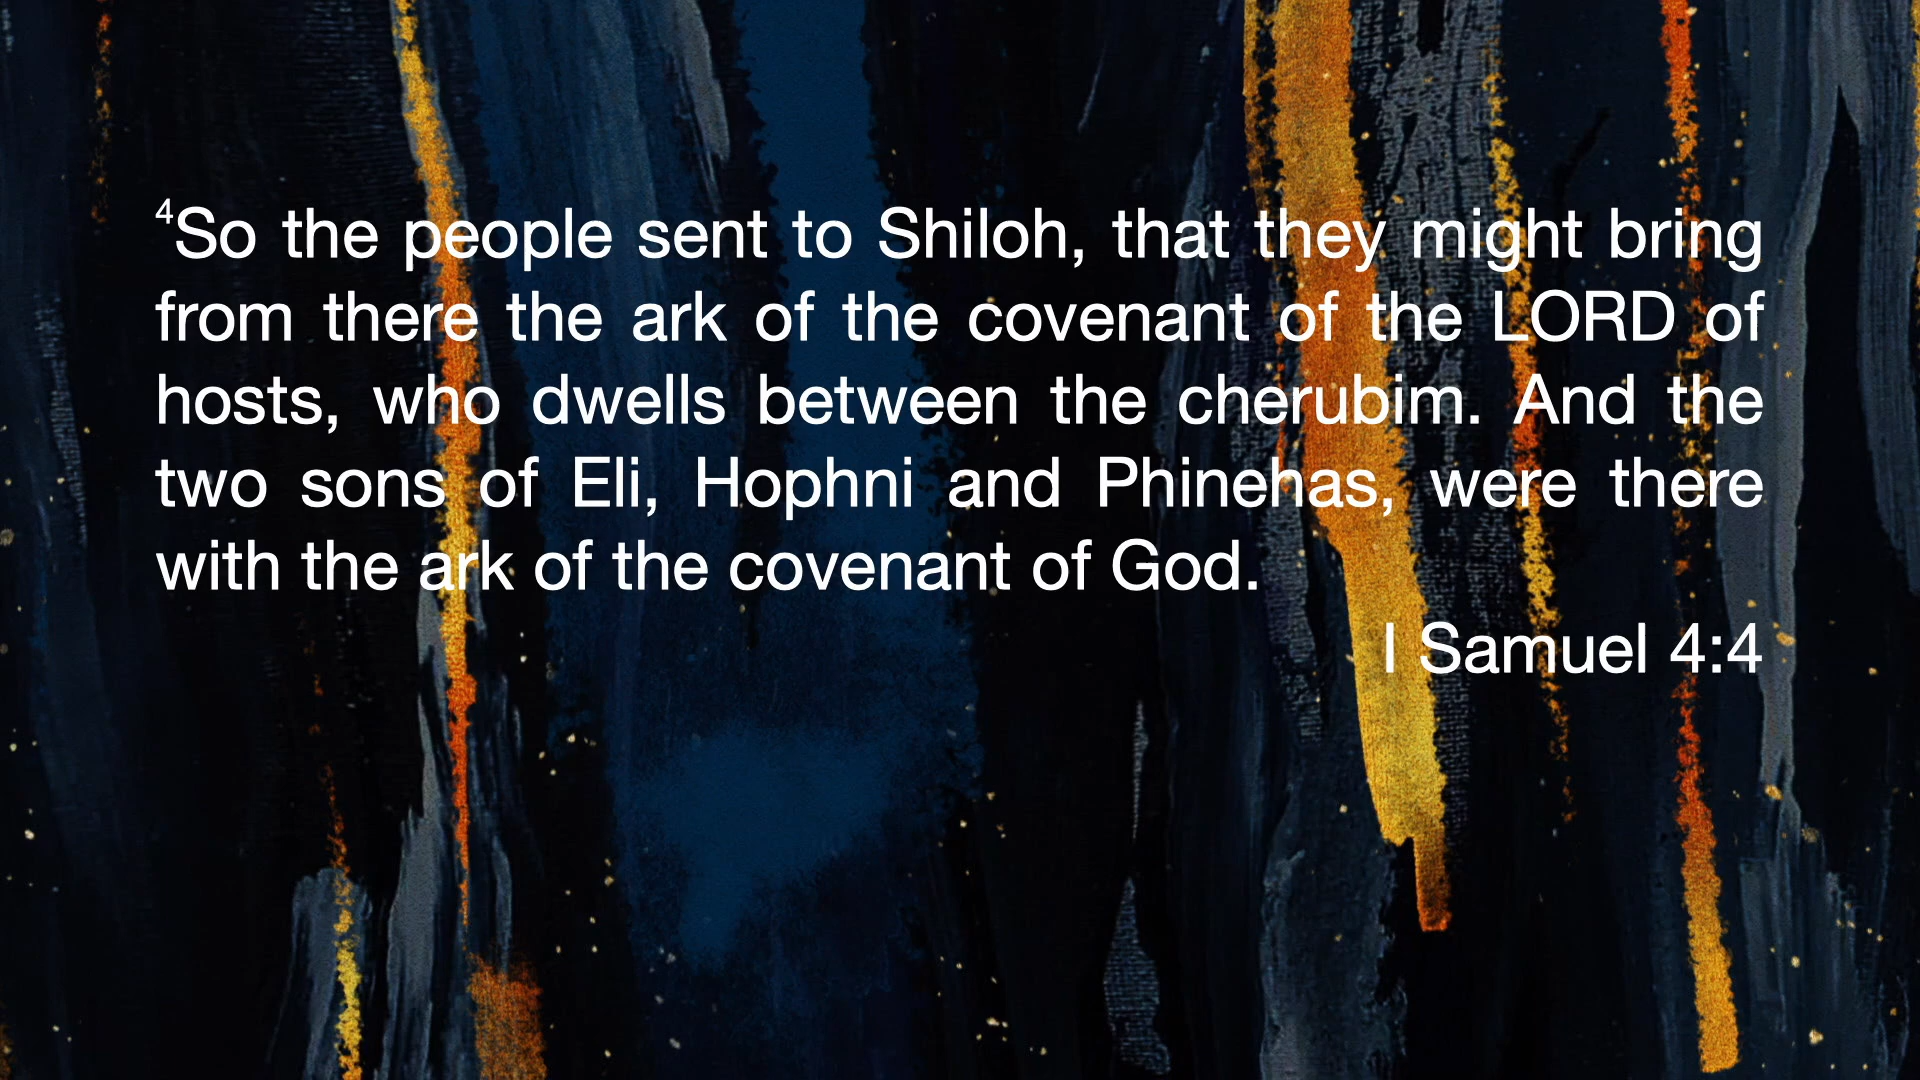 ⁴So the people sent to Shiloh, that they might bring
from there the ark of the covenant of the LORD of
hosts, who dwells between the cherubim. And the
two sons of Eli, Hophni and Phinehas, were there
with the ark of the covenant of God.
I Samuel 4:4